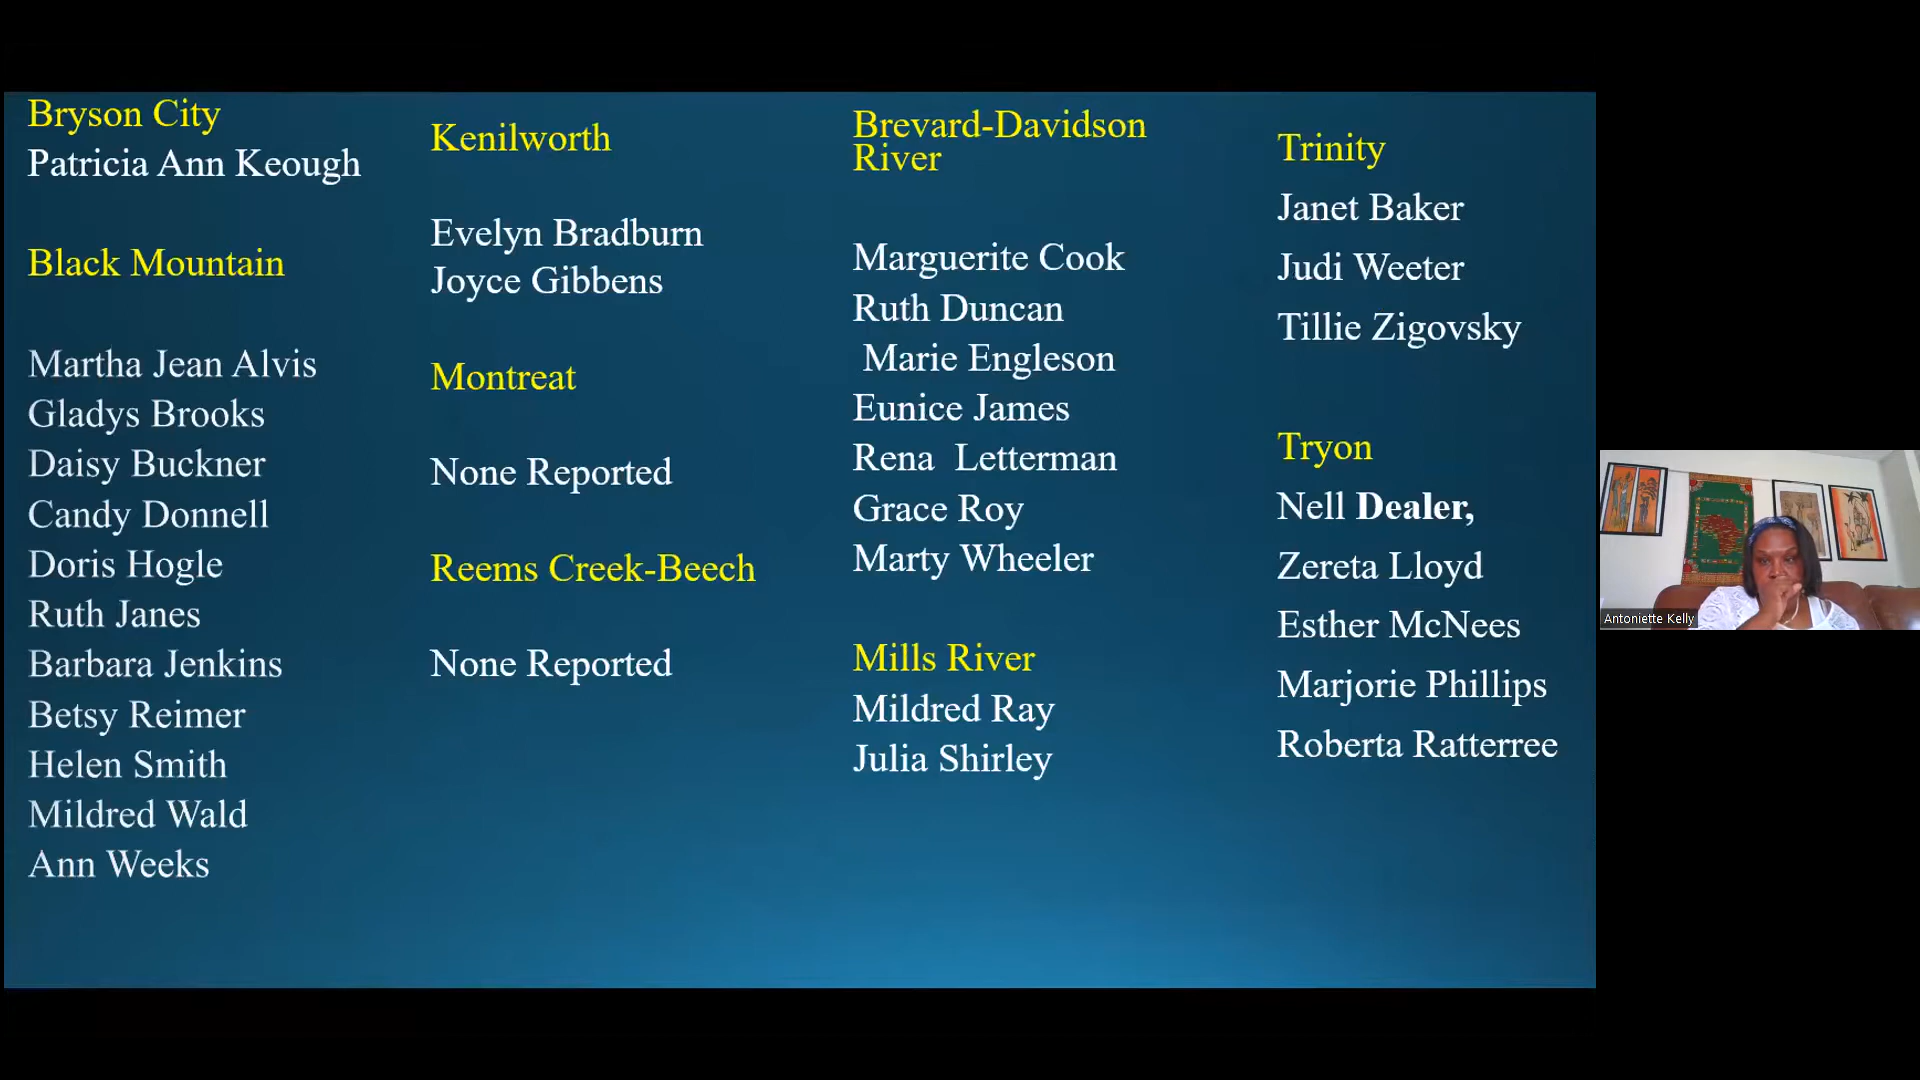 Bryson City
Patricia Ann Keough
Black Mountain
Martha Jean Alvis
Gladys Brooks
Daisy Buckner
Candy Donnell
Doris Hogle
Ruth Janes
Barbara Jenkins
Betsy Reimer
Helen Smith
Mildred Wald
Ann Weeks
Kenilworth
Evelyn Bradburn
Joyce Gibbens
Montreat
None Reported
Reems Creek-Beech
None Reported
Brevard-Davidson
River
Marguerite Cook
Ruth Duncan
Marie Engleson
Eunice James
Rena  Letterman
Grace Roy
Marty Wheeler
Mills River
Mildred Ray
Julia Shirley
Trinity
Janet Baker
Judi Weeter
Tillie Zigovsky
Tryon
Nell Dealer,
Zereta Lloyd
Esther McNees
Marjorie Phillips
Roberta Ratterree
Antoniette Kelly